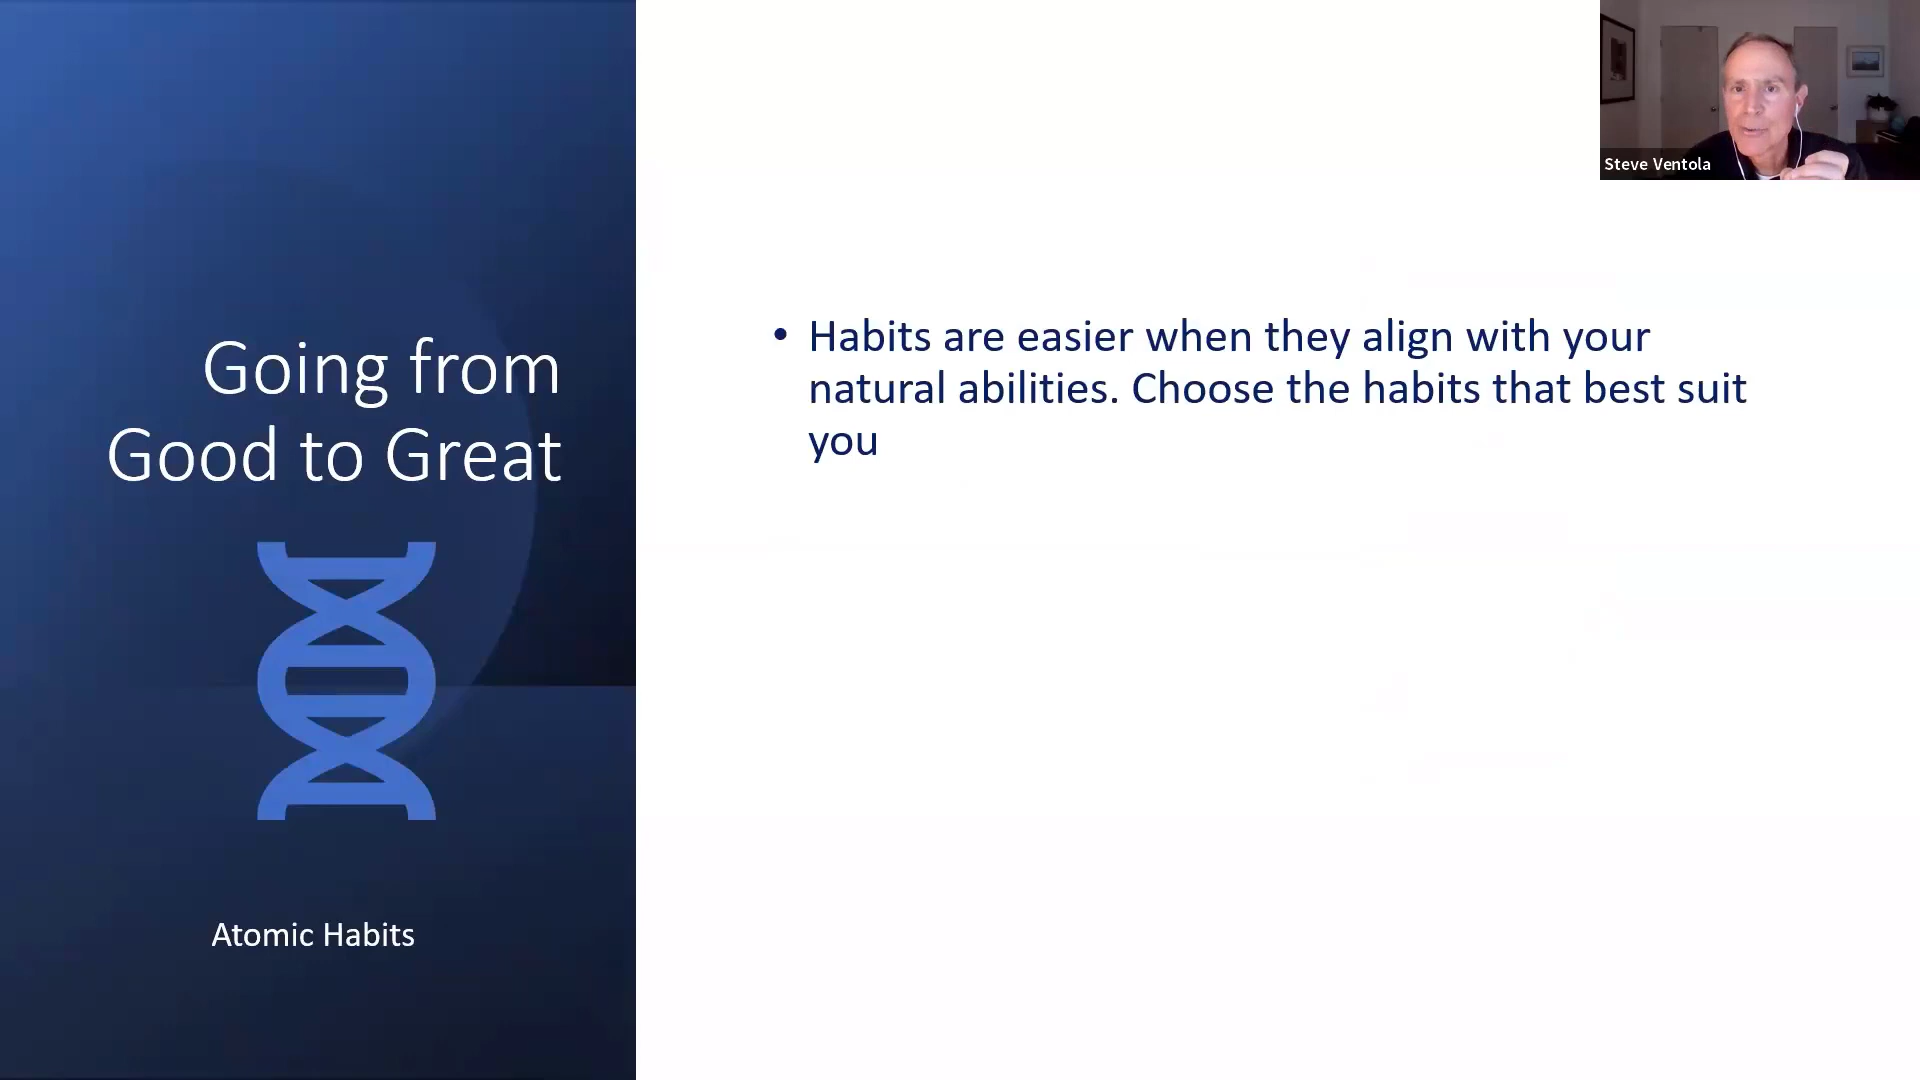 Going from
Good to Great
Atomic Habits
• Habits are easier when they align with your
natural abilities. Choose the habits that best suit
you
Steve Ventola